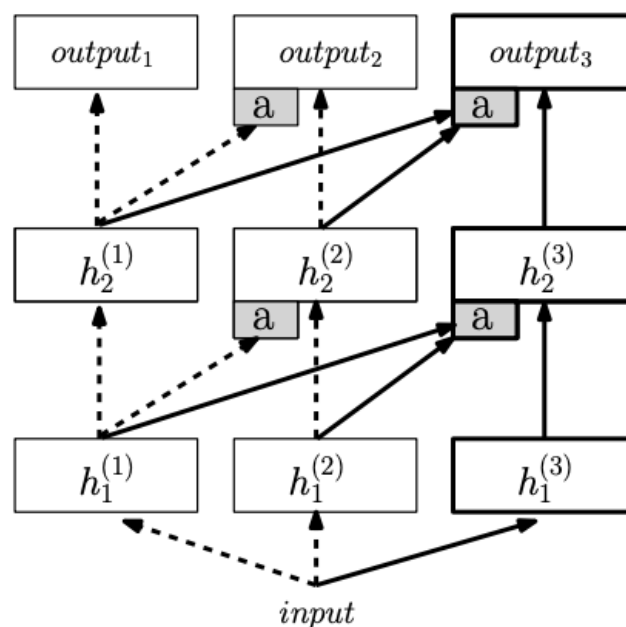 output₁ output₂ output₃
a a
h₂⁽¹⁾ h₂⁽²⁾ h₂⁽³⁾
a a
h₁⁽¹⁾ h₁⁽²⁾ h₁⁽³⁾
input